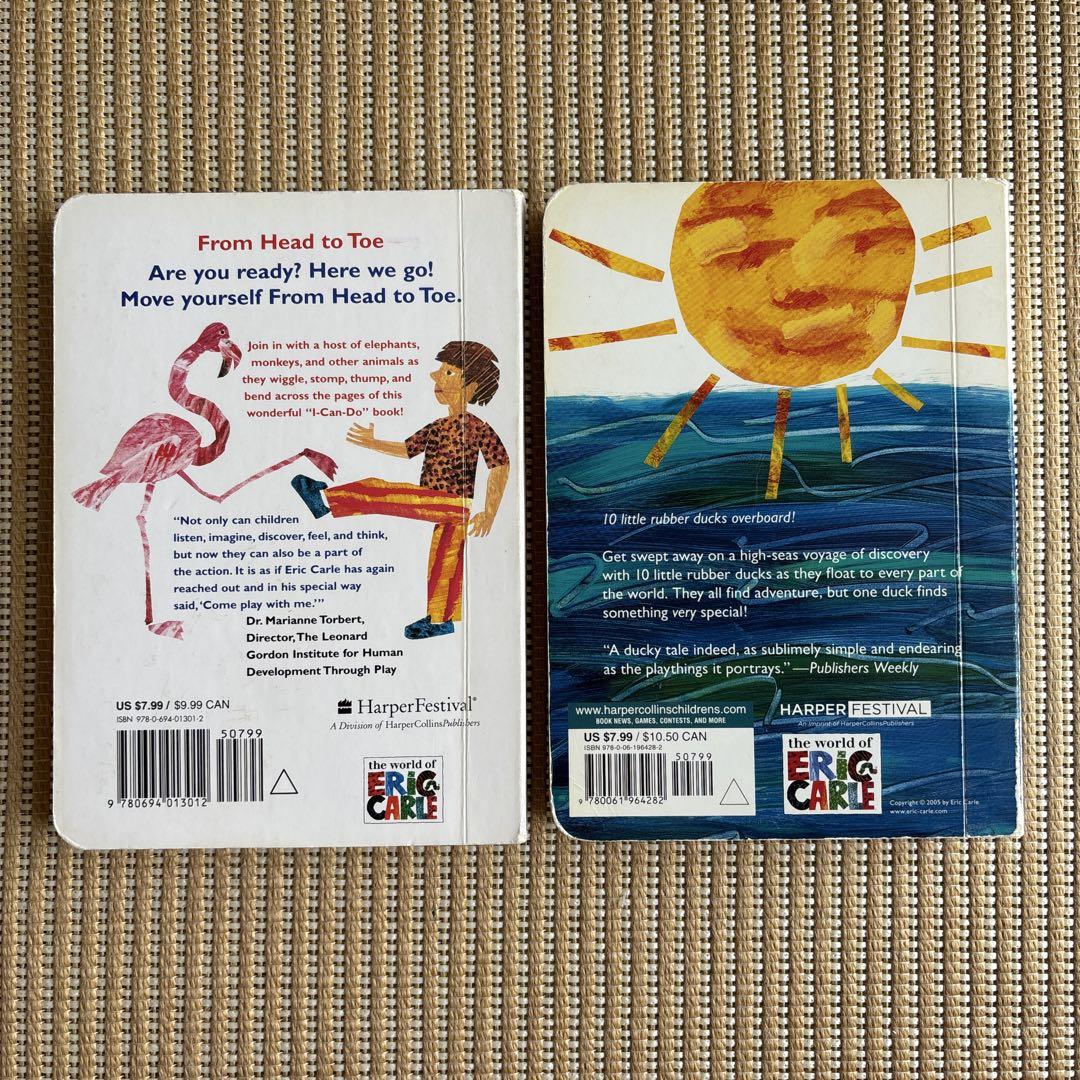 From Head to Toe
Are you ready? Here we go!
Move yourself From Head to Toe.
Join in with a host of elephants,
monkeys, and other animals as
they wiggle, stomp, thump, and
bend across the pages of this
wonderful “I-Can-Do” book!
“Not only can children
listen, imagine, discover, feel, and think,
but now they can also be a part of
the action. It is as if Eric Carle has again
reached out and in his special way
said, ‘Come play with me.’”
Dr. Marianne Torbert,
Director, The Leonard
Gordon Institute for Human
Development Through Play
US $7.99 / $9.99 CAN
ISBN 978-0-694-01301-2
50799
9 780694 013012
HarperFestival®
A Division of HarperCollinsPublishers
the world of
ERIC
CARLE
10 little rubber ducks overboard!
Get swept away on a high-seas voyage of discovery
with 10 little rubber ducks as they float to every part of
the world. They all find adventure, but one duck finds
something very special!
“A ducky tale indeed, as sublimely simple and endearing
as the playthings it portrays.” —Publishers Weekly
www.harpercollinschildrens.com
BOOK NEWS, GAMES, CONTESTS, AND MORE
US $7.99 / $10.50 CAN
ISBN 978-0-06-196428-2
50799
9 780061 964282
HARPER FESTIVAL
An Imprint of HarperCollinsPublishers
the world of
ERIC
CARLE
Copyright © 2005 by Eric Carle
www.eric-carle.com